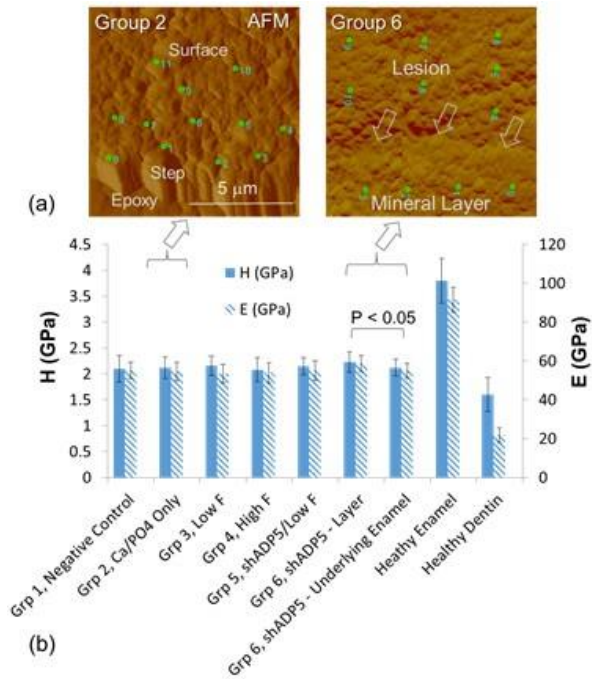 Group 2
AFM
Group 6
Surface
Lesion
Step
Epoxy
5 μm
Mineral Layer
(a)
4.5
4
3.5
3
2.5
2
1.5
1
0.5
0
H (GPa)
H (GPa)
E (GPa)
P < 0.05
120
100
80
60
40
20
0
E (GPa)
Grp 1, Negative Control
Grp 2, Ca/PO4 Only
Grp 3, Low F
Grp 4, High F
Grp 5, shADP5/Low F
Grp 6, shADP5 - Layer
Grp 6, shADP5 - Underlying Enamel
Heathy Enamel
Healthy Dentin
(b)